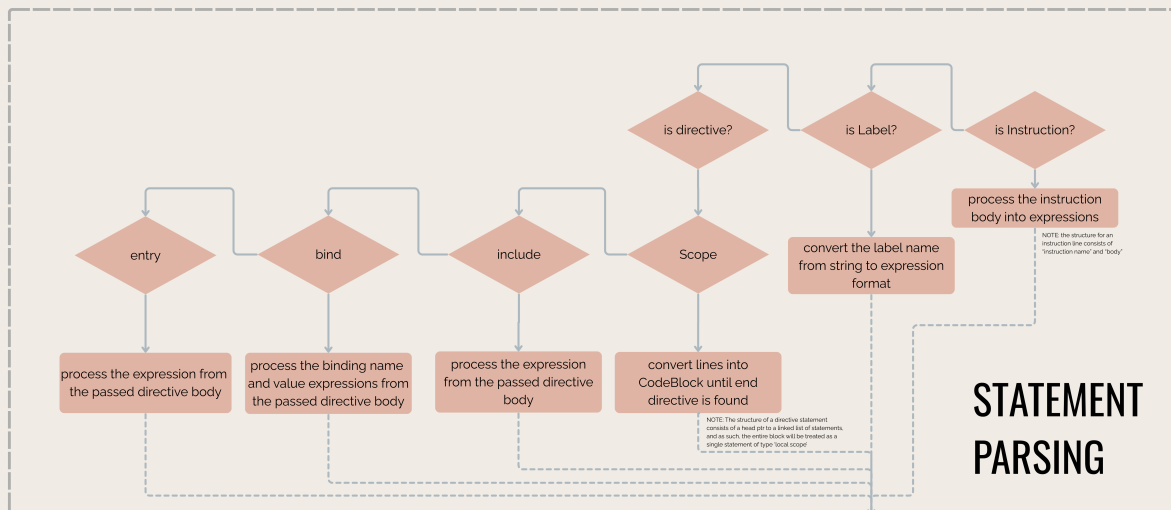 is directive?
is Label?
is Instruction?
process the instruction
body into expressions
NOTE: the structure for an
instruction line consists of
"instruction name" and "body"
convert the label name
from string to expression
format
entry
bind
include
Scope
process the expression from
the passed directive body
process the binding name
and value expressions from
the passed directive body
process the expression
from the passed directive
body
convert lines into
CodeBlock until end
directive is found
NOTE: The structure of a directive statement
consists of a head ptr to a linked list of statements,
and as such, the entire block will be treated as a
single statement of type 'local scope'
STATEMENT
PARSING